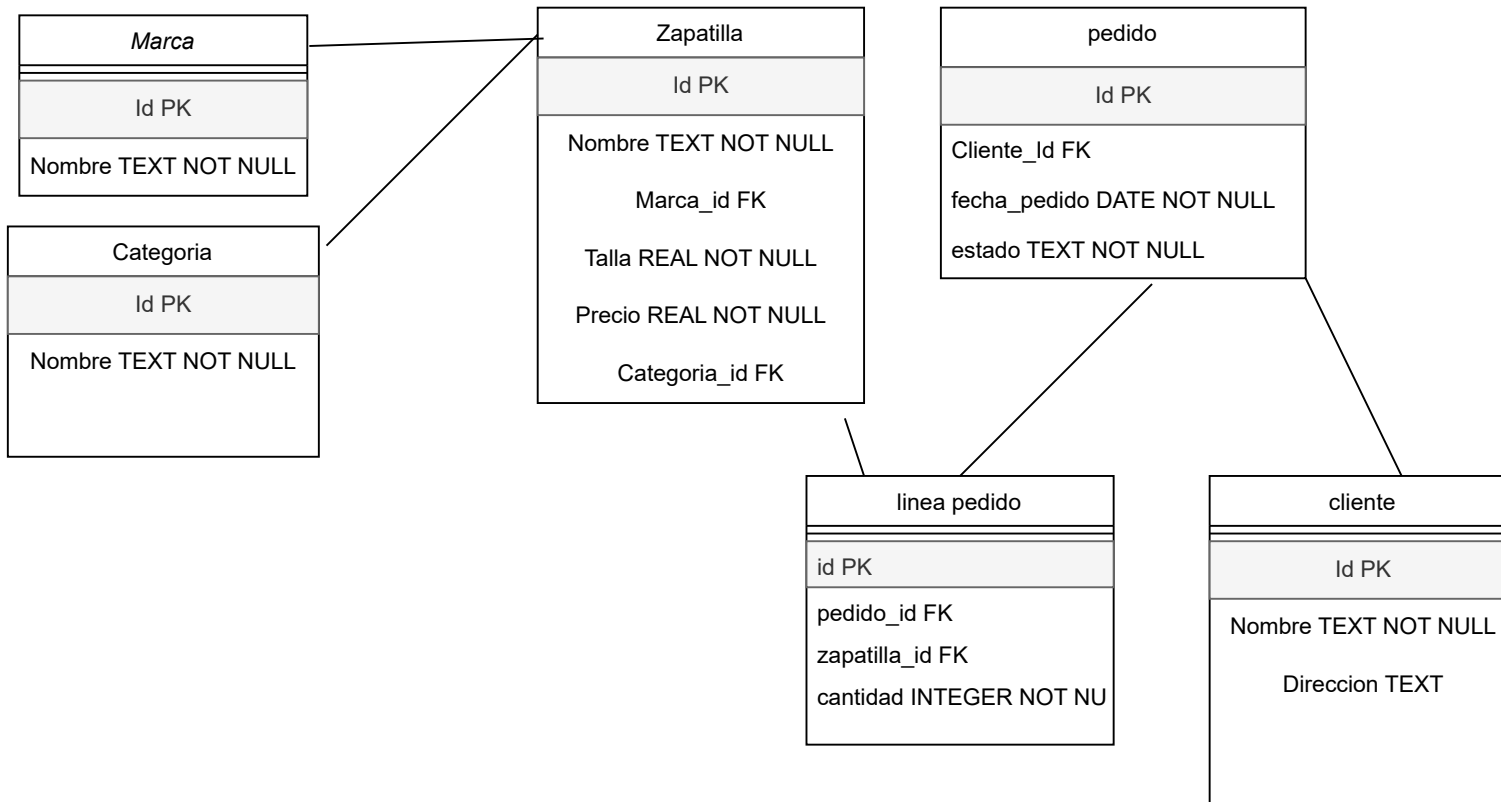 Marca
Id PK
Nombre TEXT NOT NULL
Categoria
Id PK
Nombre TEXT NOT NULL
Zapatilla
Id PK
Nombre TEXT NOT NULL
Marca_id FK
Talla REAL NOT NULL
Precio REAL NOT NULL
Categoria_id FK
pedido
Id PK
Cliente_Id FK
fecha_pedido DATE NOT NULL
estado TEXT NOT NULL
linea pedido
id PK
pedido_id FK
zapatilla_id FK
cantidad INTEGER NOT NU
cliente
Id PK
Nombre TEXT NOT NULL
Direccion TEXT